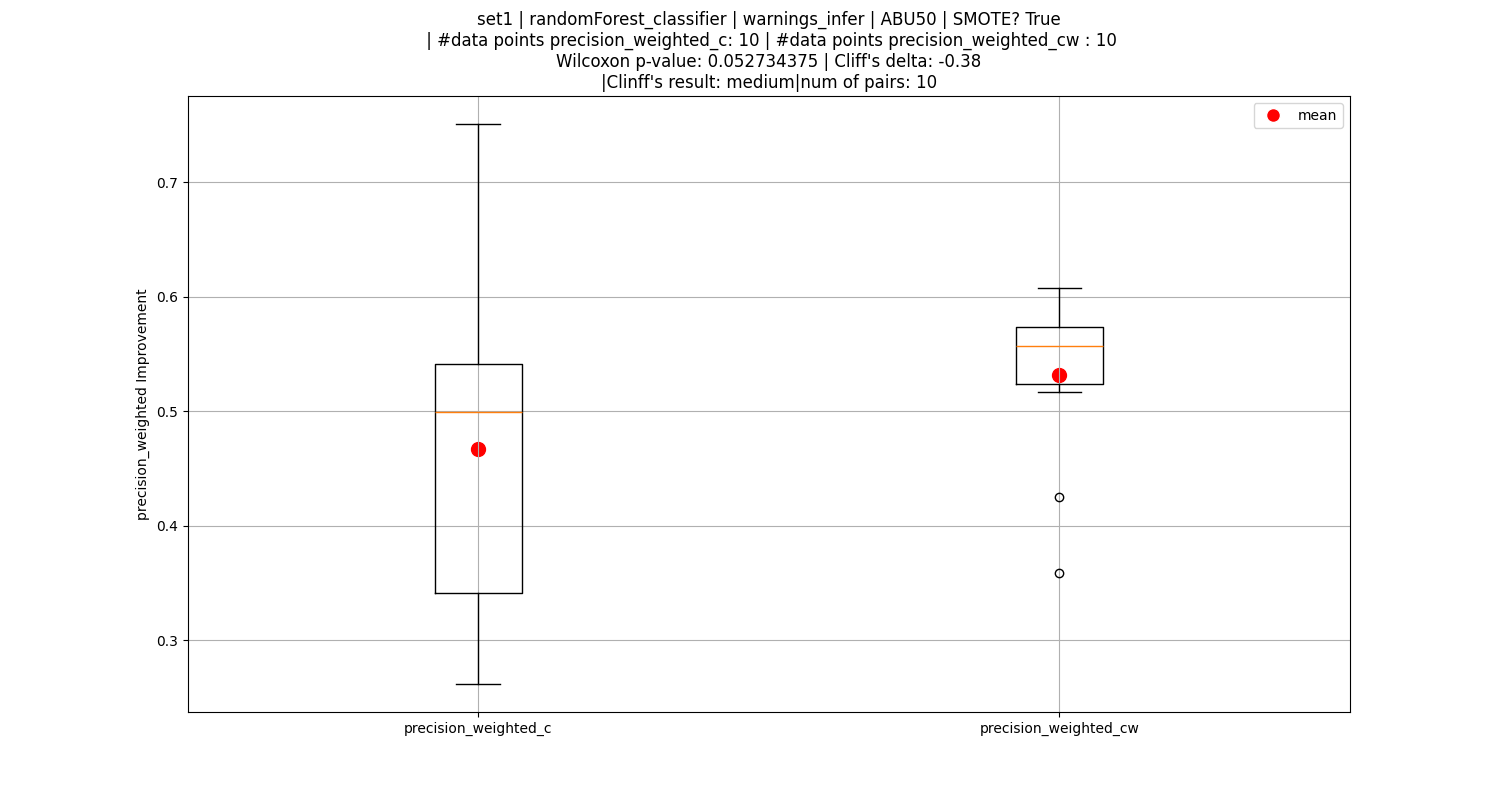 set1 | randomForest_classifier | warnings_infer | ABU50 | SMOTE? True
| #data points precision_weighted_c: 10 | #data points precision_weighted_cw : 10
Wilcoxon p-value: 0.052734375 | Cliff's delta: -0.38
|Clinff's result: medium|num of pairs: 10
mean
0.7
0.6
0.5
0.4
0.3
precision_weighted Improvement
precision_weighted_c
precision_weighted_cw